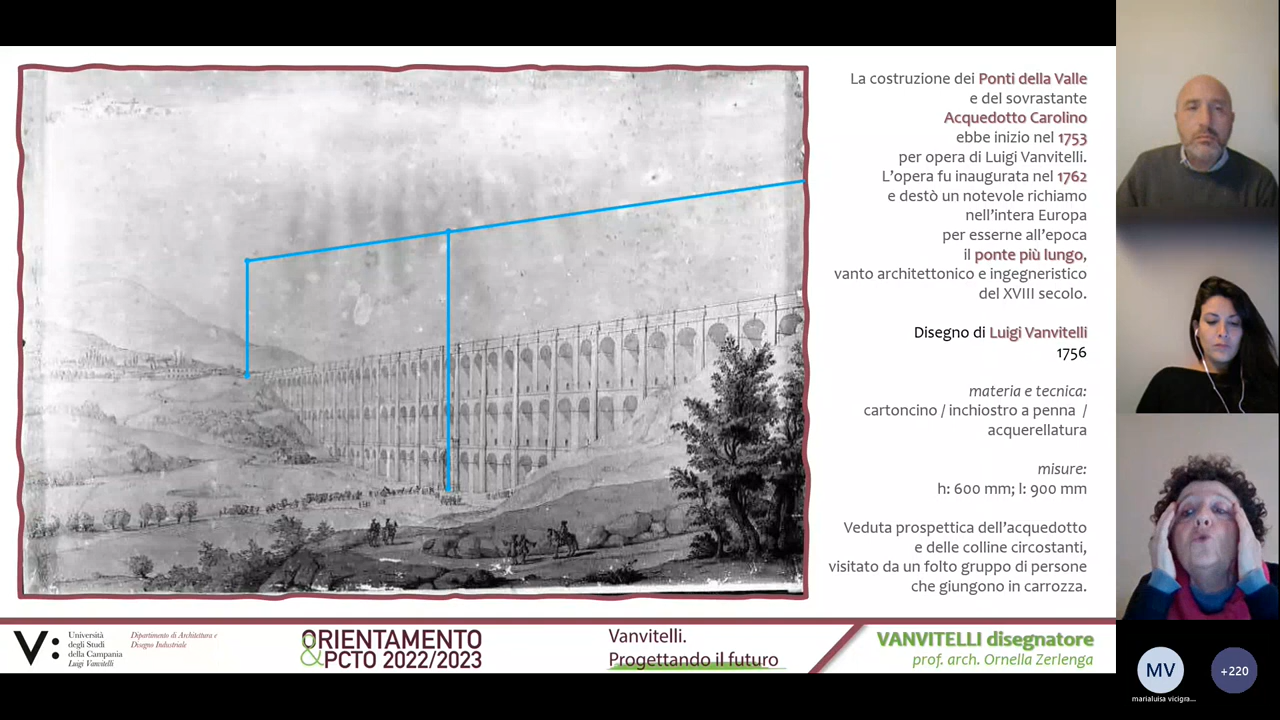 La costruzione dei Ponti della Valle
e del sovrastante
Acquedotto Carolino
ebbe inizio nel 1753
per opera di Luigi Vanvitelli.
L'opera fu inaugurata nel 1762
e destò un notevole richiamo
nell'intera Europa
per esserne all'epoca
il ponte più lungo,
vanto architettonico e ingegneristico
del XVIII secolo.
Disegno di Luigi Vanvitelli
1756
materia e tecnica:
cartoncino / inchiostro a penna /
acquerellatura
misure:
h: 600 mm; l: 900 mm
Veduta prospettica dell'acquedotto
e delle colline circostanti,
visitato da un folto gruppo di persone
che giungono in carrozza.
V:
Università
degli Studi
della Campania
Luigi Vanvitelli
Dipartimento di Architettura e
Disegno Industriale
ORIENTAMENTO
&PCTO 2022/2023
Vanvitelli.
Progettando il futuro
VANVITELLI disegnatore
prof. arch. Ornella Zerlenga
MV
marialuisa vicigra...
+220